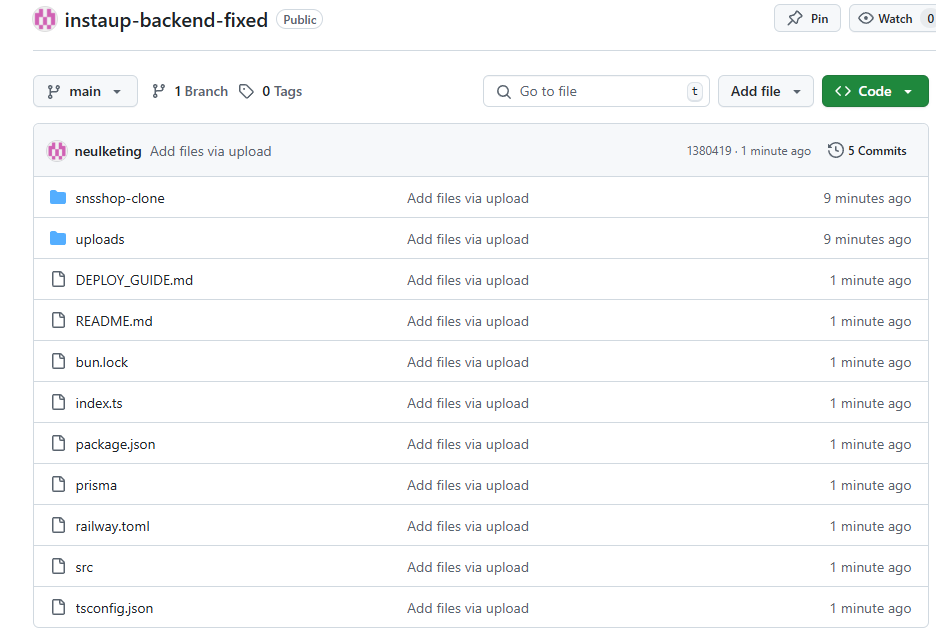 instaup-backend-fixed Public Pin Watch 0
main 1 Branch 0 Tags Go to file t Add file Code
neulketing Add files via upload 1380419 · 1 minute ago 5 Commits
snsshop-clone Add files via upload 9 minutes ago
uploads Add files via upload 9 minutes ago
DEPLOY_GUIDE.md Add files via upload 1 minute ago
README.md Add files via upload 1 minute ago
bun.lock Add files via upload 1 minute ago
index.ts Add files via upload 1 minute ago
package.json Add files via upload 1 minute ago
prisma Add files via upload 1 minute ago
railway.toml Add files via upload 1 minute ago
src Add files via upload 1 minute ago
tsconfig.json Add files via upload 1 minute ago